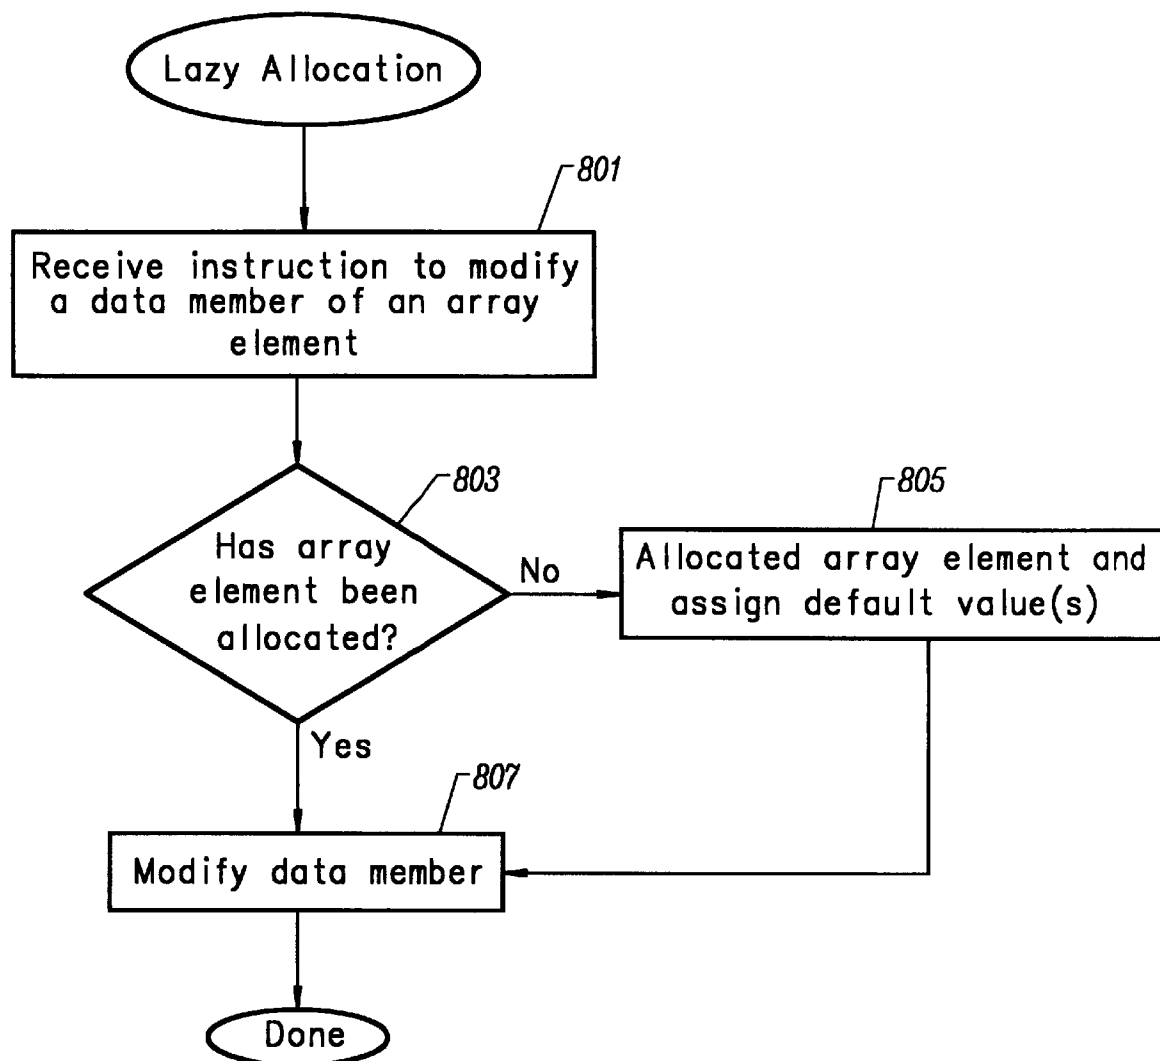 Lazy Allocation
801
Receive instruction to modify
a data member of an array
element
803
Has array
element been
allocated?
No
805
Allocated array element and
assign default value(s)
Yes
807
Modify data member
Done